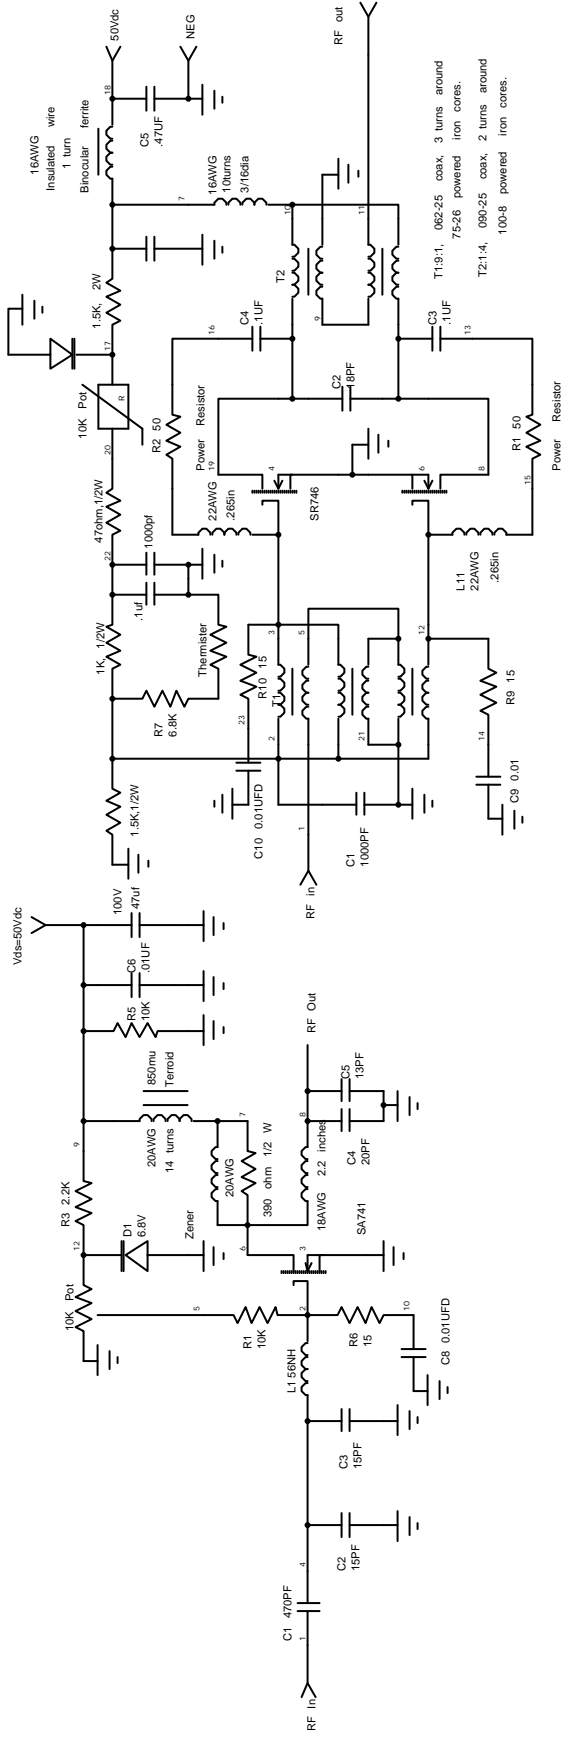 RF In
1
C1 470PF
4
C2
15PF
C3
15PF
L1 56NH
2
R6
15
10
C8 0.01UFD
R1
10K
5
10K Pot
12
D1
6.8V
Zener
R3 2.2K
9
20AWG
14 turns
850mu
Terroid
20AWG
7
390 ohm 1/2 W
6
3
SA741
18AWG
2.2 inches
8
C4
20PF
C5
13PF
RF Out
R5
10K
C6
.01UF
100V
47uf
Vds=50Vdc
1.5K,1/2W
R7
6.8K
1K, 1/2W
Thermister
.1uf
1000pf
22
47ohm,1/2W
20
10K Pot
R
17
1.5K, 2W
16AWG
Insulated wire
1 turn
Binocular ferrite
18
50Vdc
C5
.47UF
NEG
7
16AWG
10turns
3/16dia
RF in
1
C1
1000PF
C10 0.01UFD
23
R10 15
T1
2
3
5
21
12
14
R9 15
C9 0.01
22AWG
.265in
R2 50
Power Resistor
16
C4
.1UF
19
4
SR746
6
8
C2
18PF
L11
22AWG
.265in
15
R1 50
Power Resistor
13
C3
.1UF
T2
10
9
11
RF out
T1:9:1, 062-25 coax, 3 turns around
75-26 powered iron cores.
T2:1:4, 090-25 coax, 2 turns around
100-8 powered iron cores.